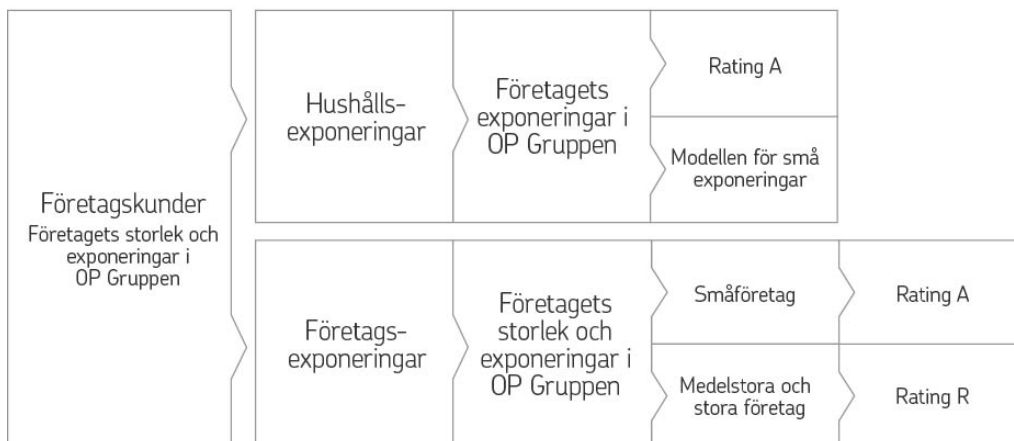 Företagskunder
Företagets storlek och
exponeringar i
OP Gruppen
Hushålls-
exponeringar
Företagets
exponeringar i
OP Gruppen
Rating A
Modellen för små
exponeringar
Företags-
exponeringar
Företagets
storlek och
exponeringar i
OP Gruppen
Småföretag
Rating A
Medelstora och
stora företag
Rating R